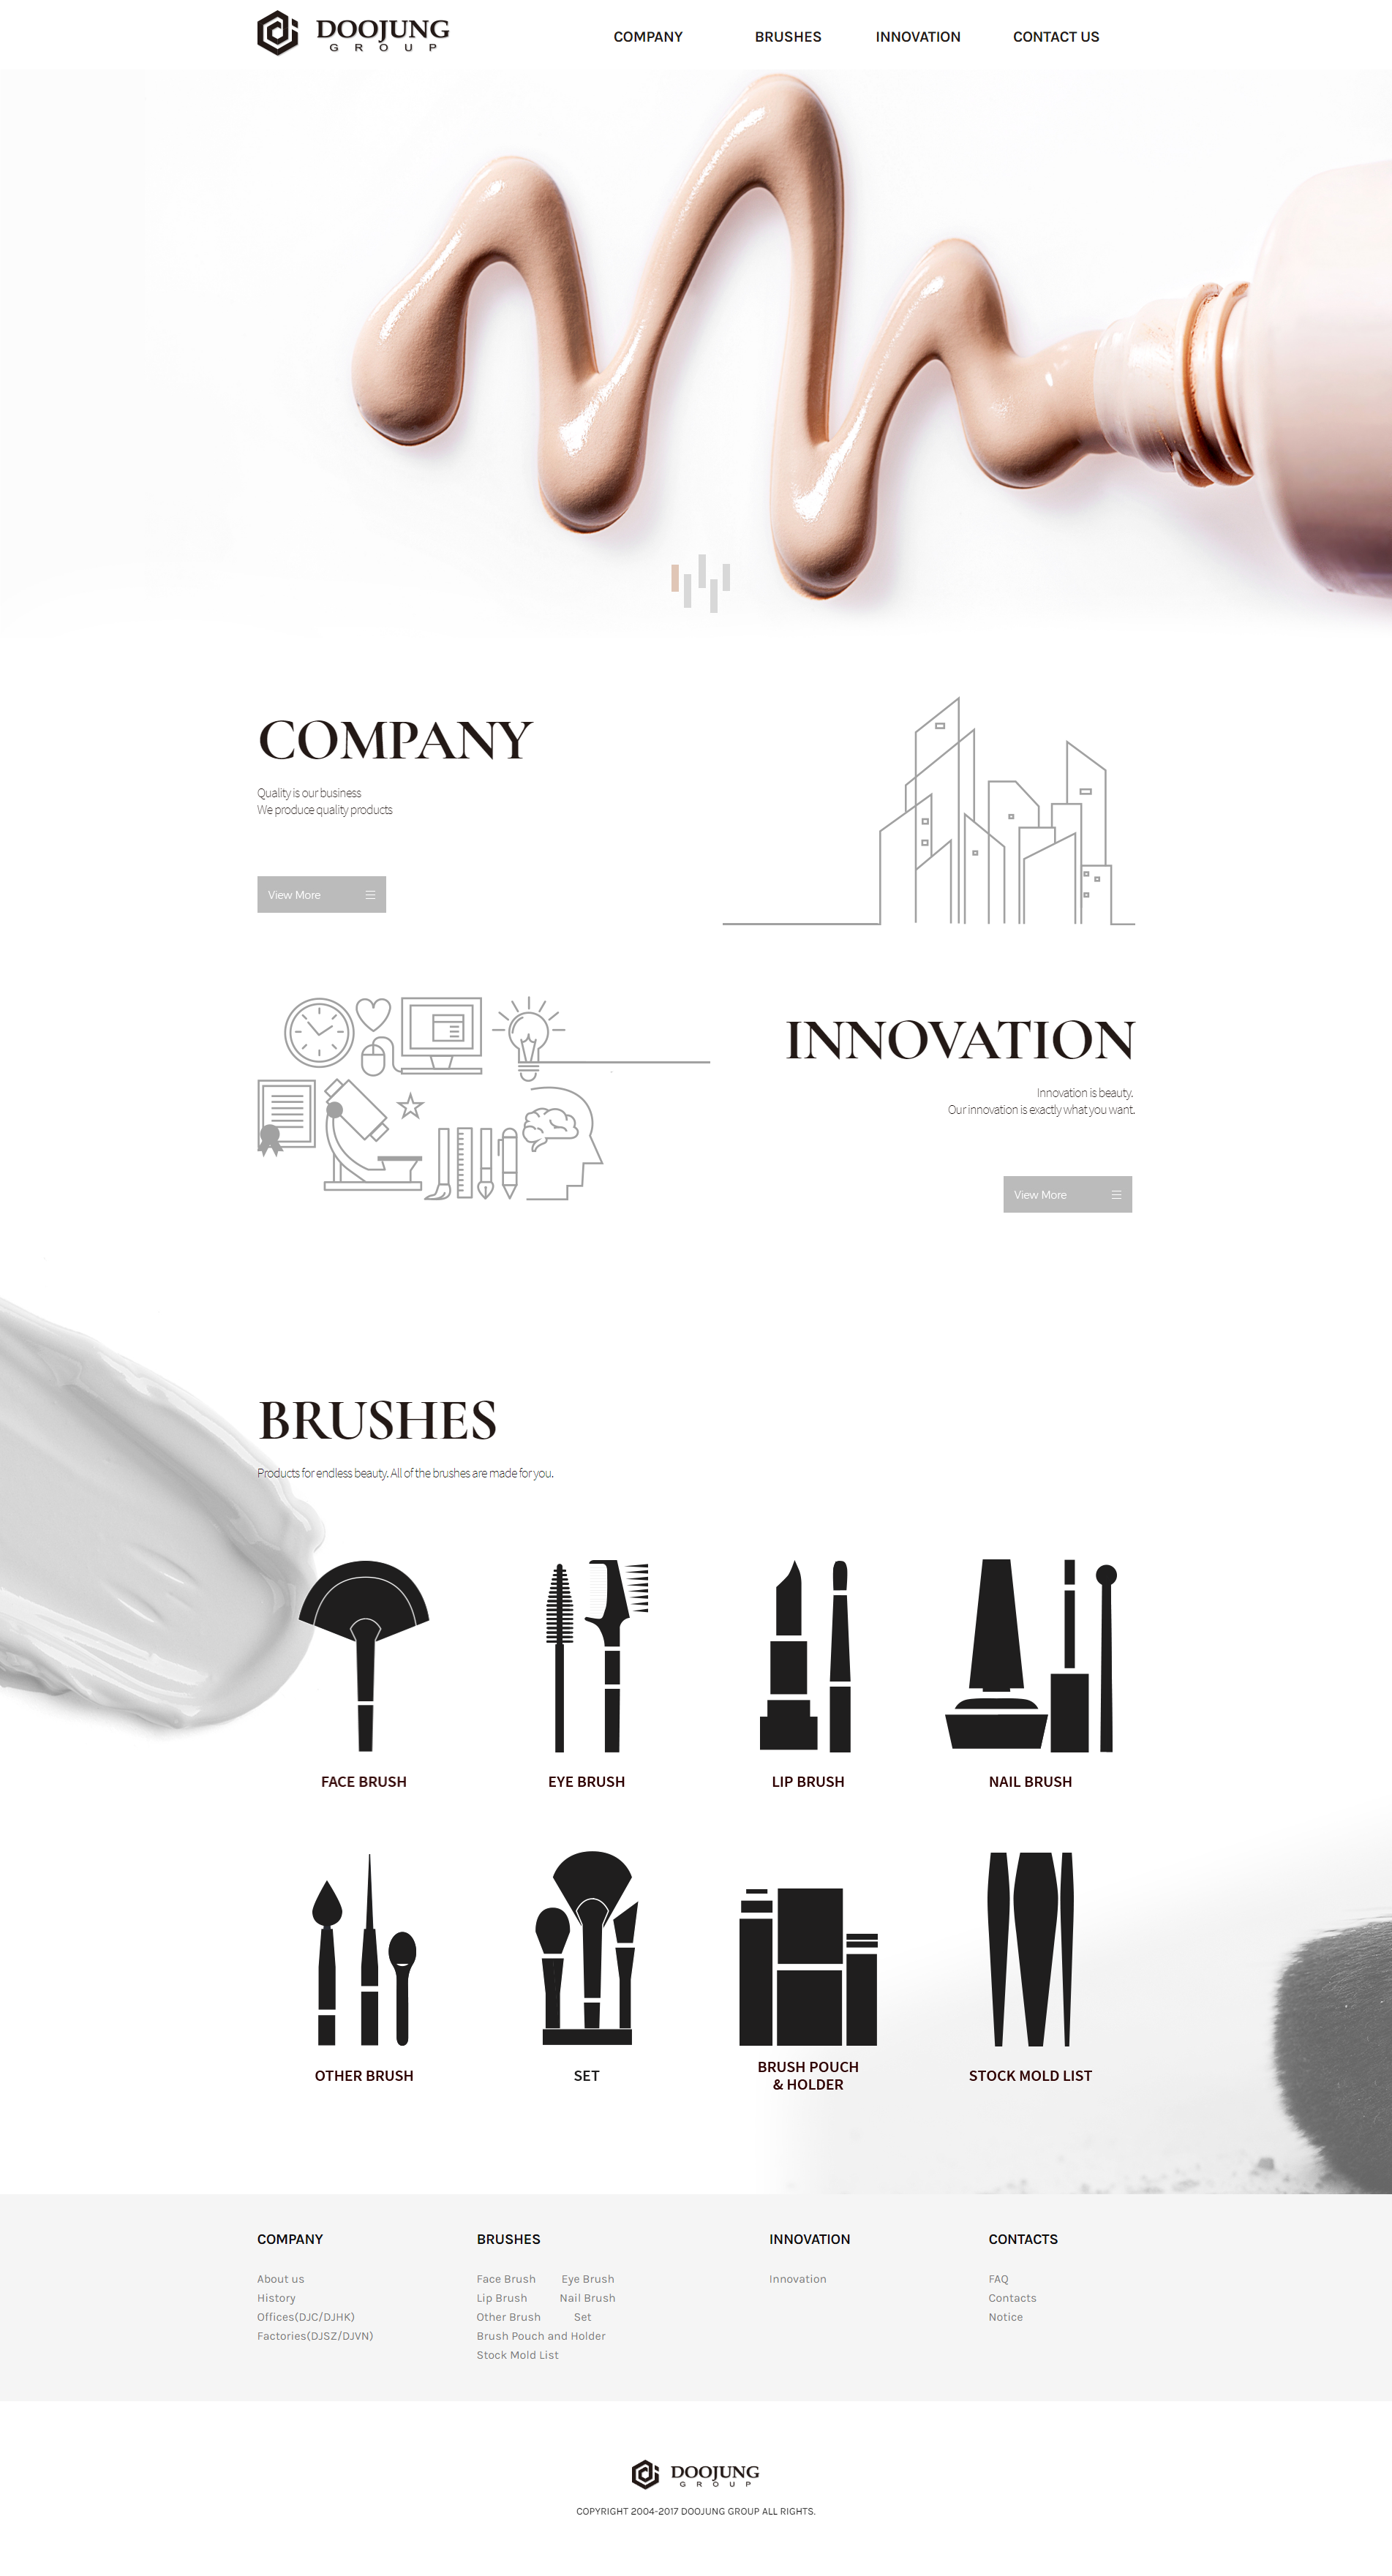 DOOJUNG
GROUP
COMPANY
BRUSHES
INNOVATION
CONTACT US
COMPANY
Quality is our business
We produce quality products
View More
INNOVATION
Innovation is beauty.
Our innovation is exactly what you want.
View More
BRUSHES
Products for endless beauty. All of the brushes are made for you.
FACE BRUSH
EYE BRUSH
LIP BRUSH
NAIL BRUSH
OTHER BRUSH
SET
BRUSH POUCH
& HOLDER
STOCK MOLD LIST
COMPANY
About us
History
Offices(DJC/DJHK)
Factories(DJSZ/DJVN)
BRUSHES
Face Brush Eye Brush
Lip Brush Nail Brush
Other Brush Set
Brush Pouch and Holder
Stock Mold List
INNOVATION
Innovation
CONTACTS
FAQ
Contacts
Notice
DOOJUNG
GROUP
COPYRIGHT 2004-2017 DOOJUNG GROUP ALL RIGHTS.